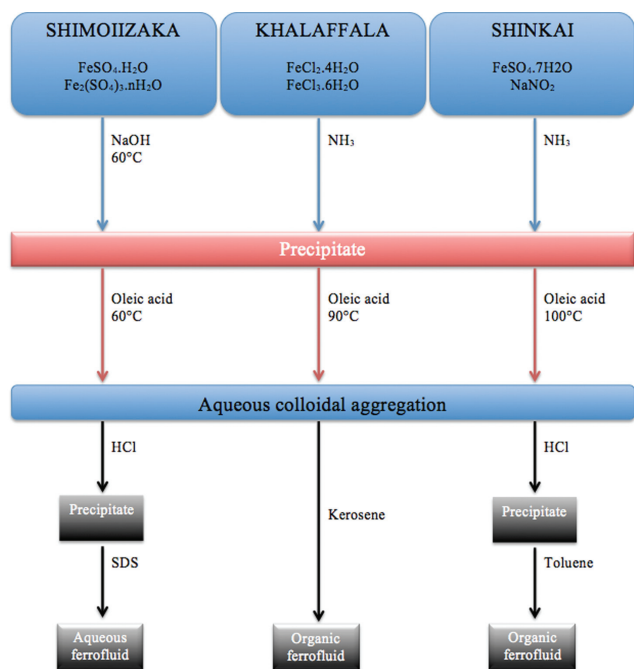 SHIMOIIZAKA
FeSO₄.H₂O
Fe₂(SO₄)₃.nH₂O
KHALAFFALA
FeCl₂.4H₂O
FeCl₃.6H₂O
SHINKAI
FeSO₄.7H2O
NaNO₂
NaOH
60°C
NH₃
NH₃
Precipitate
Oleic acid
60°C
Oleic acid
90°C
Oleic acid
100°C
Aqueous colloidal aggregation
HCl
HCl
Precipitate
Kerosene
Precipitate
SDS
Toluene
Aqueous
ferrofluid
Organic
ferrofluid
Organic
ferrofluid